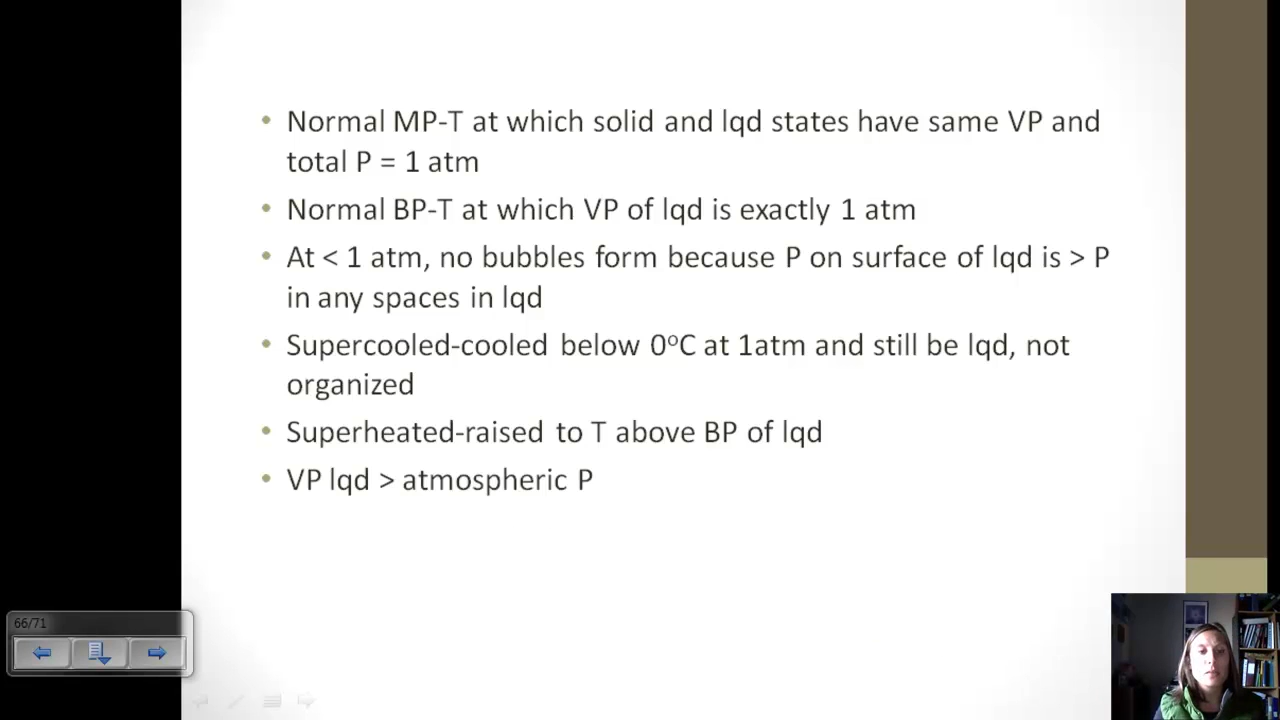 • Normal MP-T at which solid and lqd states have same VP and
total P = 1 atm
• Normal BP-T at which VP of lqd is exactly 1 atm
• At < 1 atm, no bubbles form because P on surface of lqd is > P
in any spaces in lqd
• Supercooled-cooled below 0°C at 1atm and still be lqd, not
organized
• Superheated-raised to T above BP of lqd
• VP lqd > atmospheric P
66/71